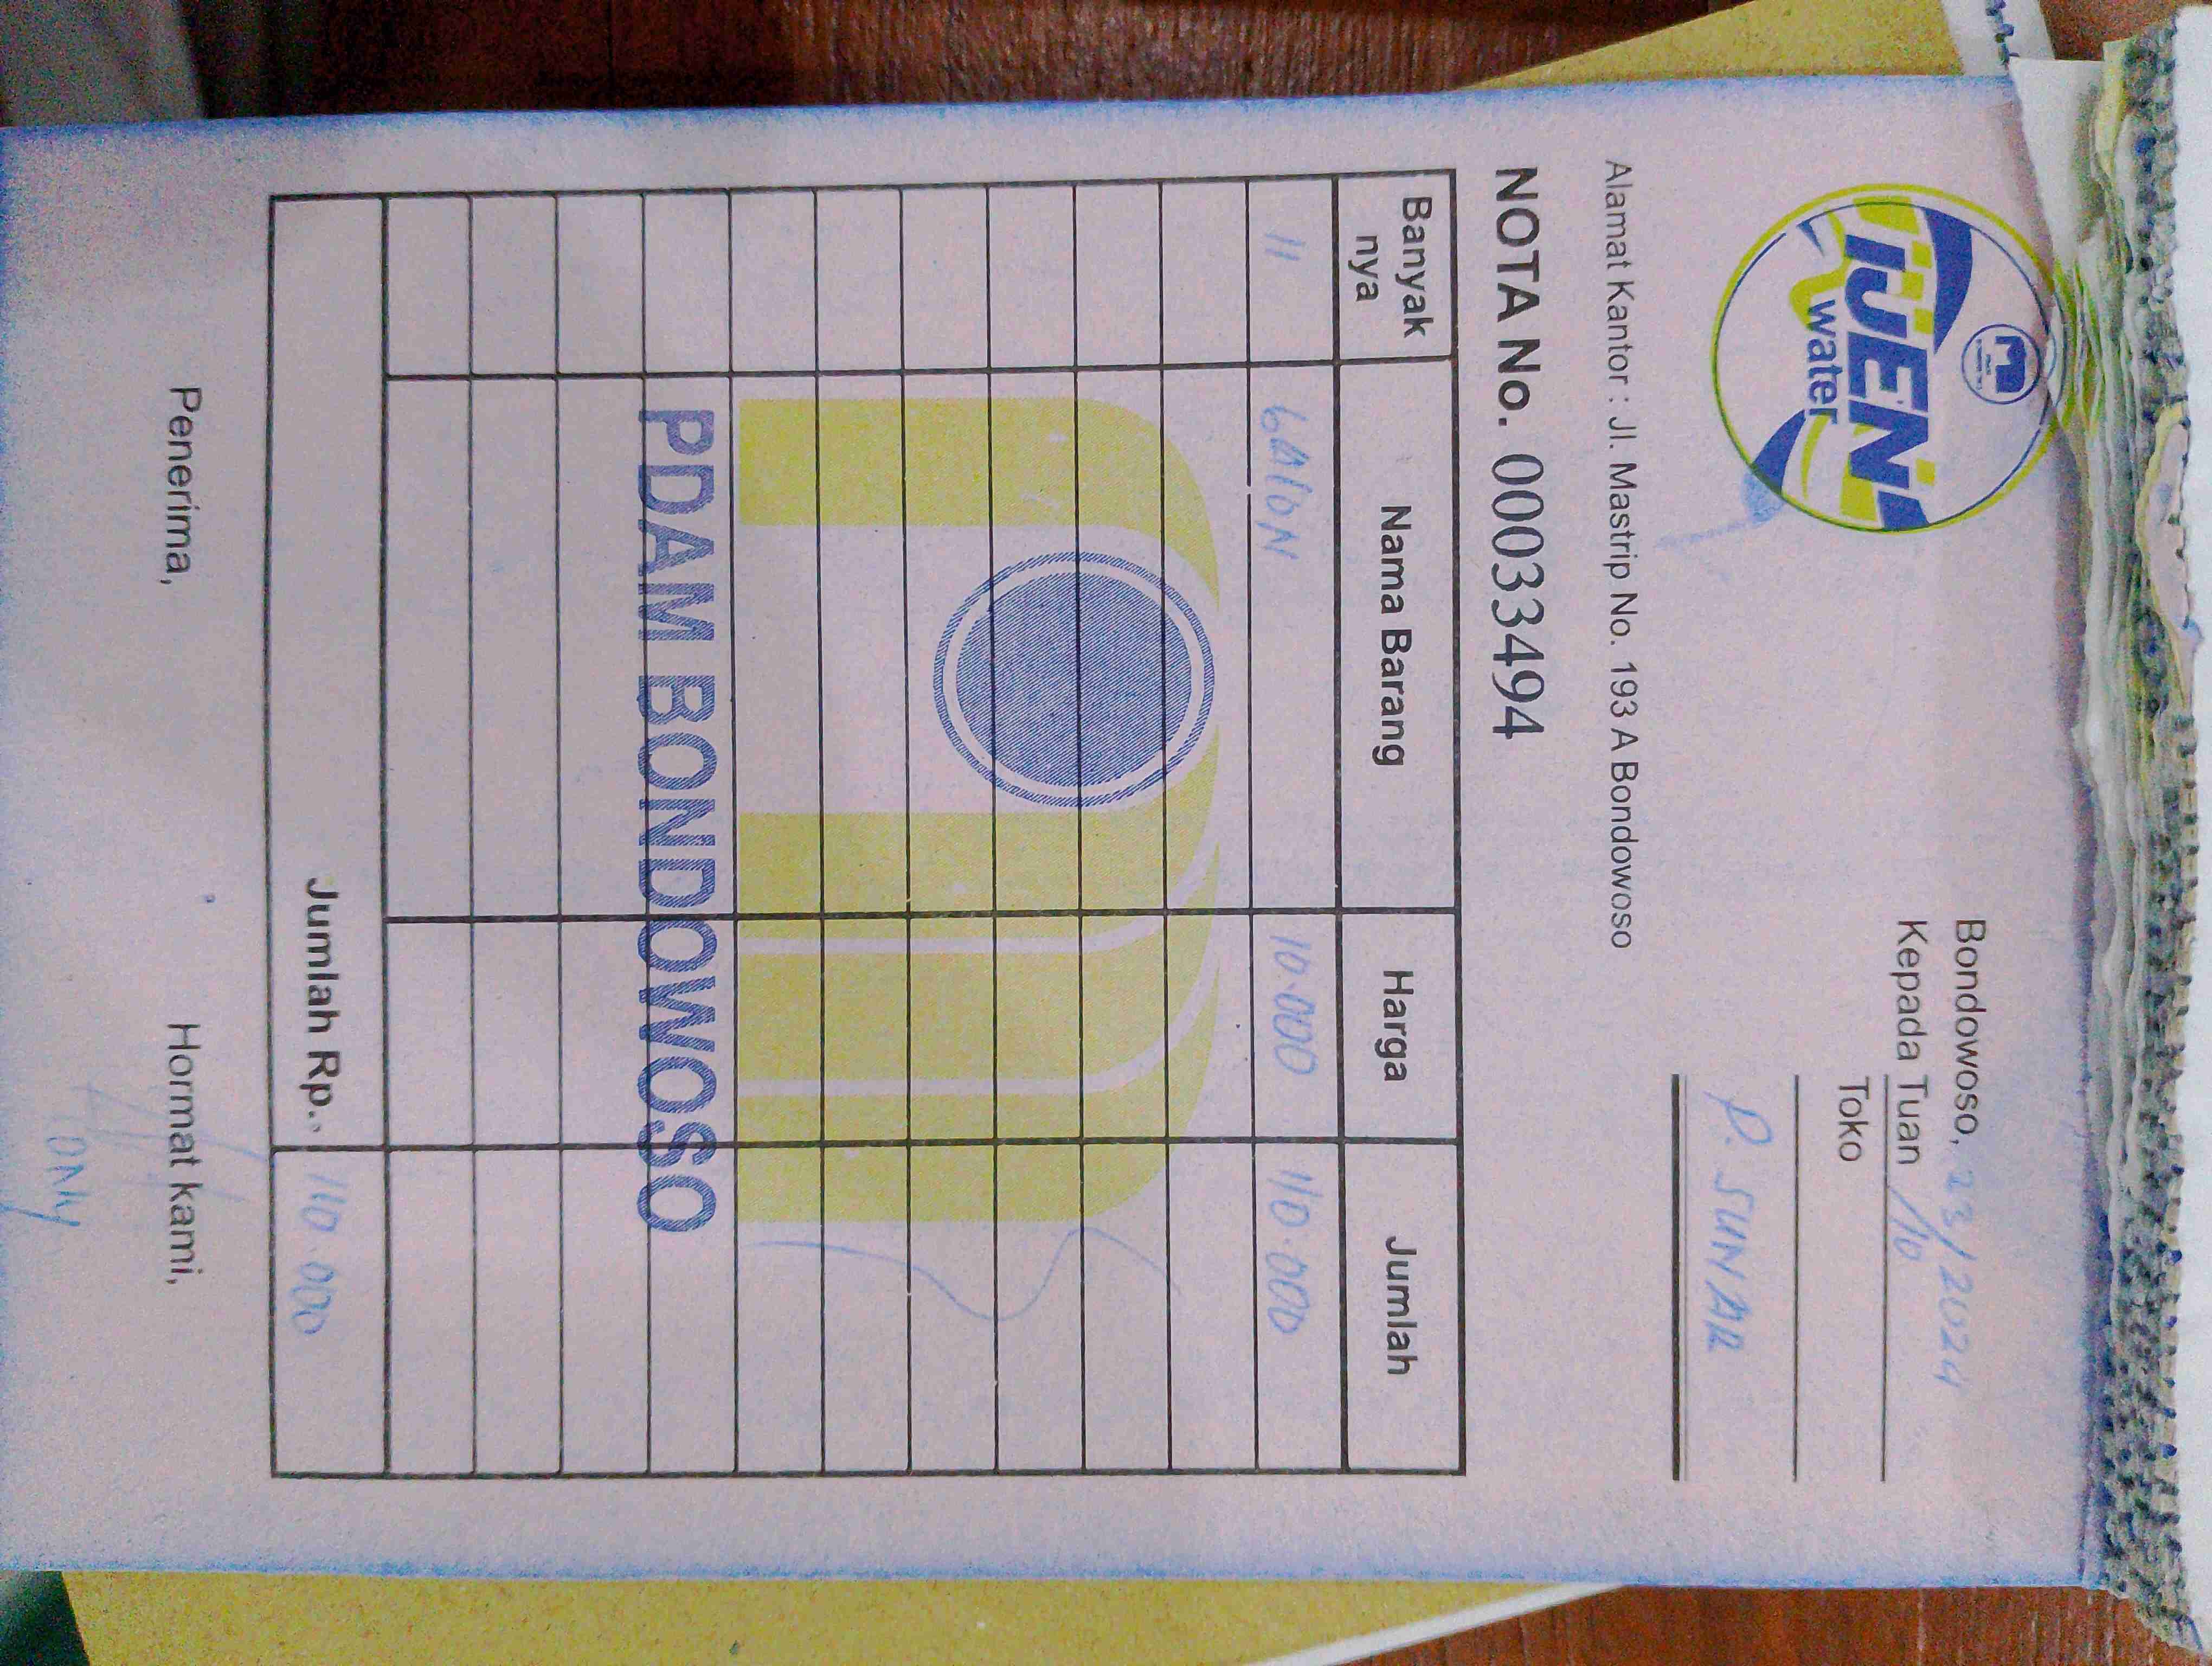 iJEN
water
Bondowoso, 23/10/2024
Kepada Tuan
Toko
P. SUNAR
Alamat Kantor : Jl. Mastrip No. 193 A Bondowoso
NOTA No. 00033494
Banyak nya Nama Barang Harga Jumlah
11 GAlON 10.000 110.000
PDAM BONDOWOSO
Jumlah Rp. 110.000
Penerima, Hormat kami,